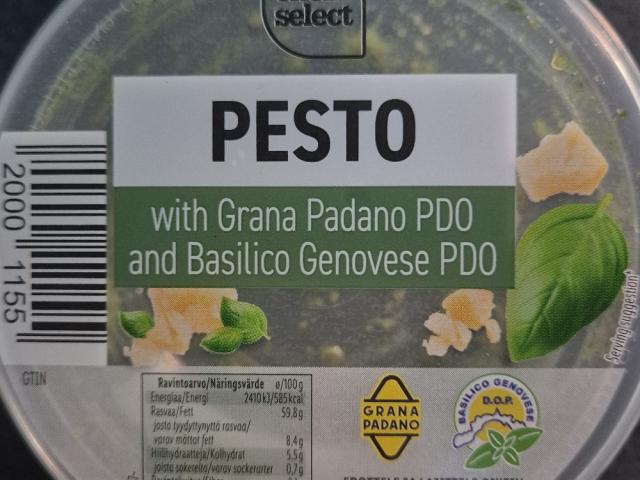 select
PESTO
with Grana Padano PDO
and Basilico Genovese PDO
2000 1155
GTIN
Serving suggestion*
Ravintoarvo/Näringsvärde ø/100g
Energiaa/Energi 2410 kJ/585 kcal
Rasvaa/Fett 59,8g
josta tyydyttynyttä rasvaa/
varav mättat fett 8,4g
Hiilihydraatteja/Kolhydrat 5,5g
joista sokereita/varav sockerarter 0,7g
GRANA
PADANO
BASILICO GENOVESE
D.O.P.